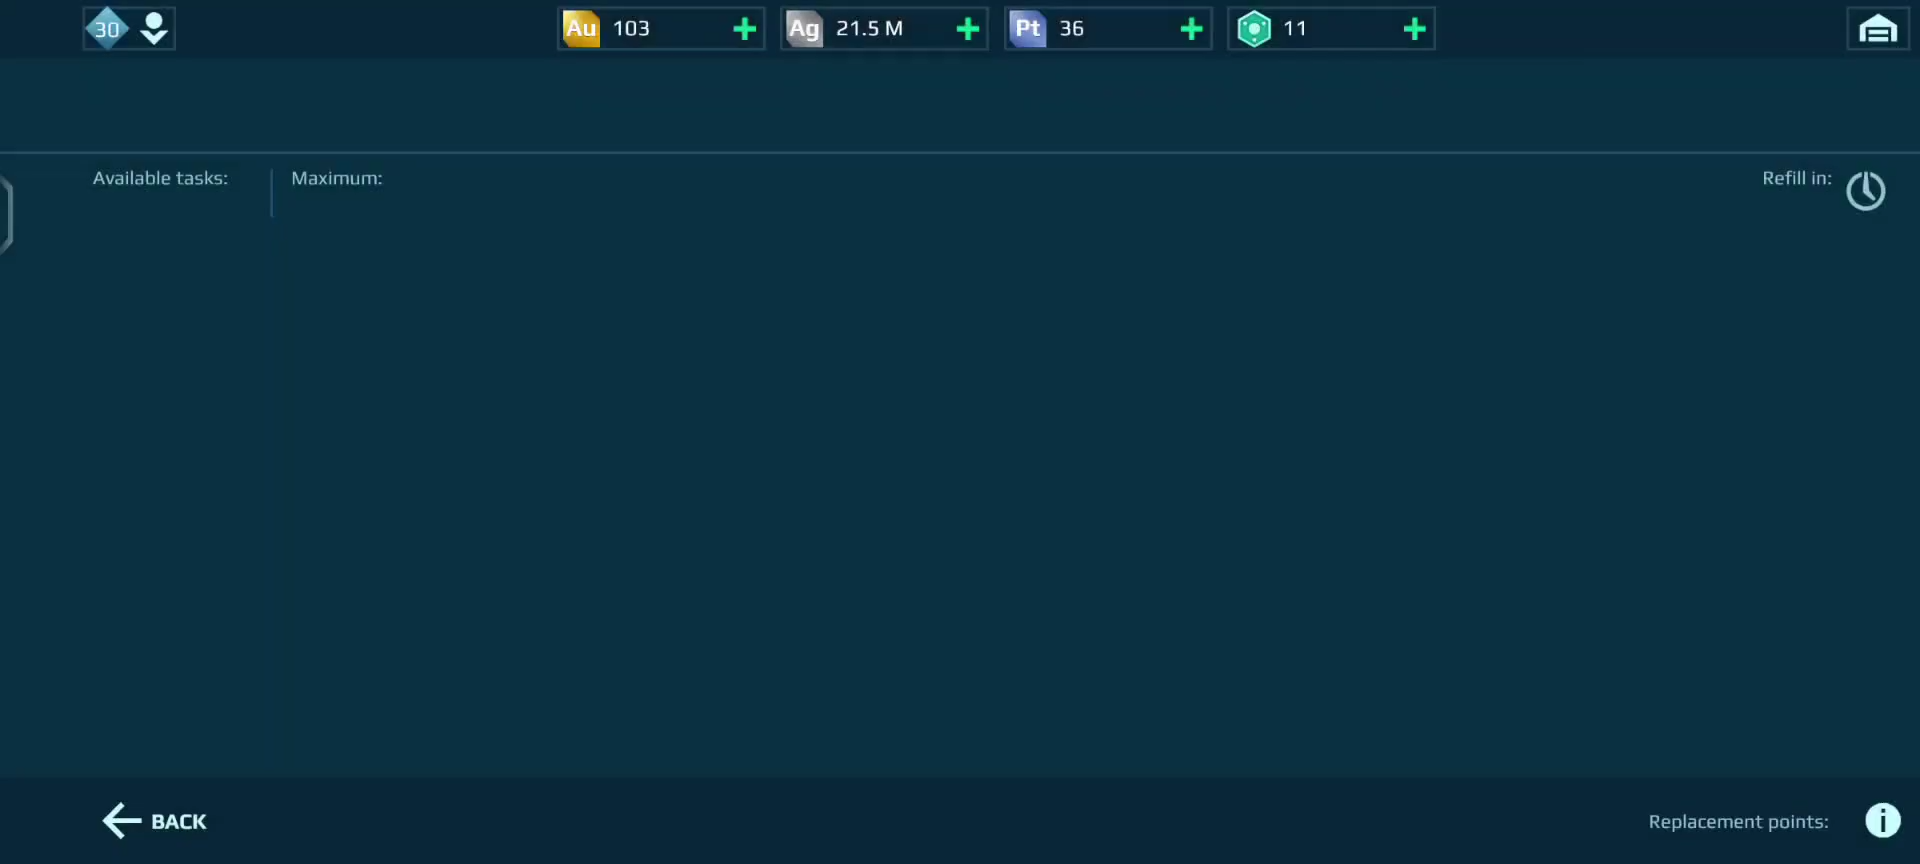 30
Au 103 +
Ag 21.5 M +
Pt 36 +
11 +
Available tasks:
Maximum:
Refill in:
BACK
Replacement points:
i